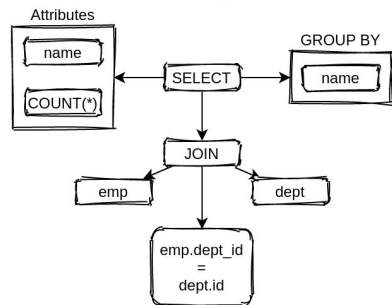 Attributes
name
COUNT(*)
SELECT
GROUP BY
name
JOIN
emp
dept
emp.dept_id
=
dept.id